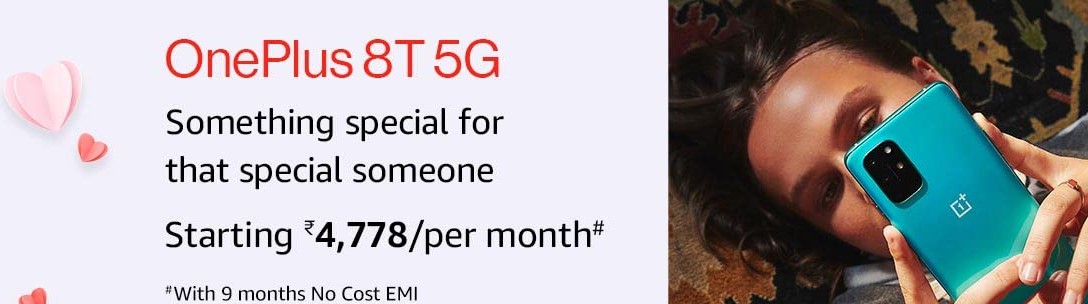 OnePlus 8T 5G
Something special for
that special someone
Starting ₹4,778/per month#
#With 9 months No Cost EMI